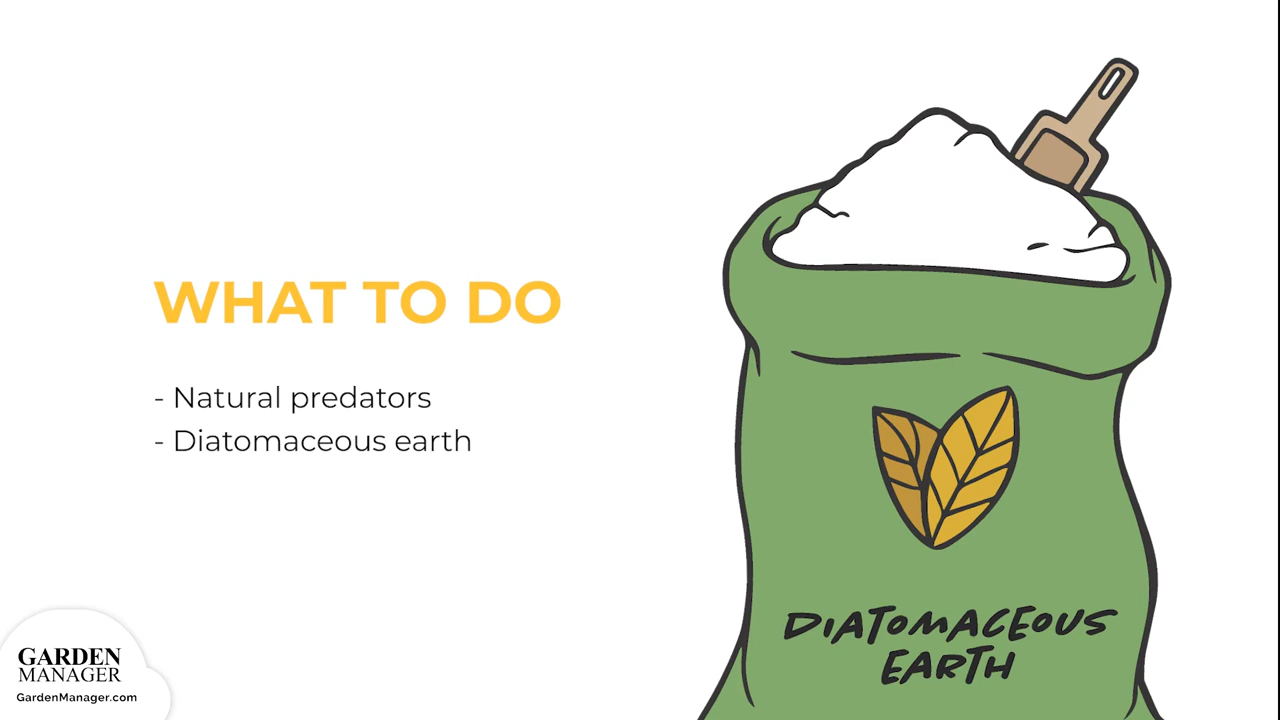 WHAT TO DO
- Natural predators
- Diatomaceous earth
DIATOMACEOUS
EARTH
GARDEN
MANAGER
GardenManager.com